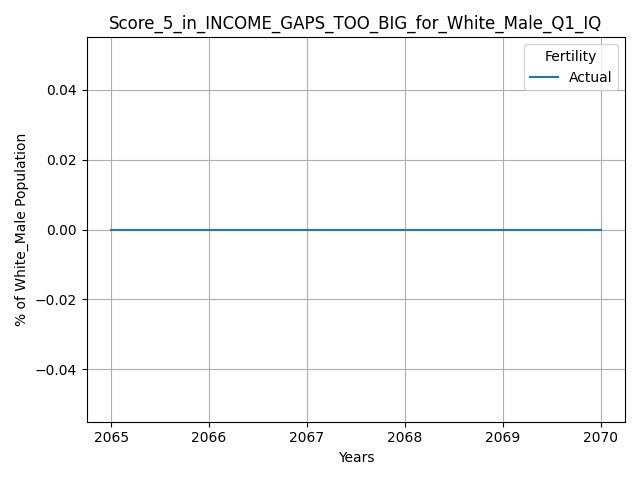 Score_5_in_INCOME_GAPS_TOO_BIG_for_White_Male_Q1_IQ
Fertility
Actual
0.04
0.02
0.00
−0.02
−0.04
% of White_Male Population
2065 2066 2067 2068 2069 2070
Years